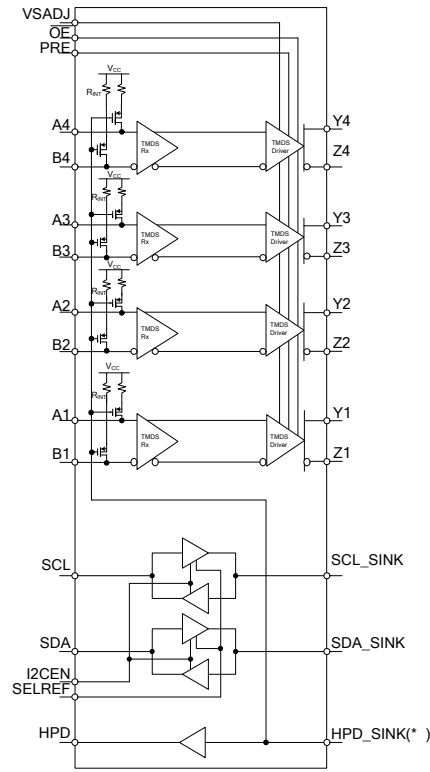 VSADJ
OE
PRE
VCC
RINT
A4
B4
TMDS
Rx
TMDS
Driver
Y4
Z4
VCC
RINT
A3
B3
TMDS
Rx
TMDS
Driver
Y3
Z3
VCC
RINT
A2
B2
TMDS
Rx
TMDS
Driver
Y2
Z2
VCC
RINT
A1
B1
TMDS
Rx
TMDS
Driver
Y1
Z1
SCL
SCL_SINK
SDA
SDA_SINK
I2CEN
SELREF
HPD
HPD_SINK(* )